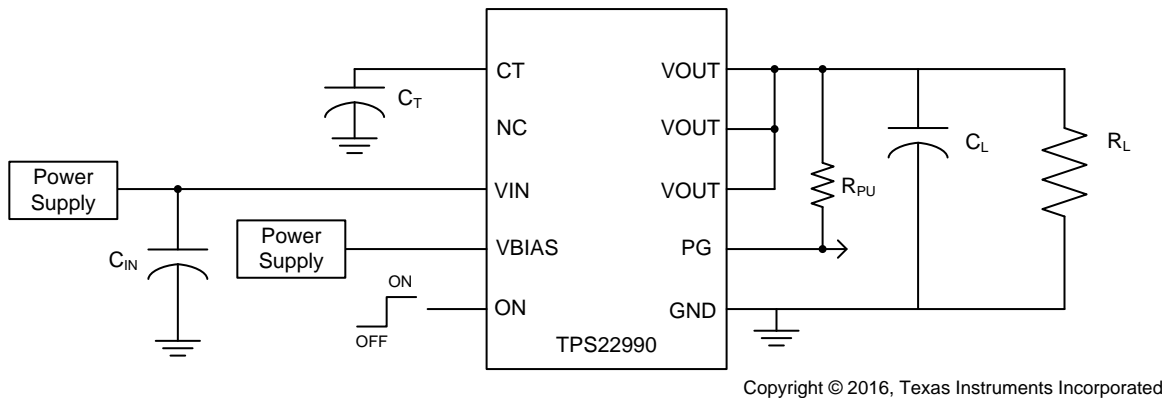 CT
VOUT
C_T
NC
VOUT
C_L
R_L
Power
Supply
VIN
VOUT
R_PU
Power
Supply
VBIAS
PG
C_IN
ON
ON
GND
OFF
TPS22990
Copyright © 2016, Texas Instruments Incorporated